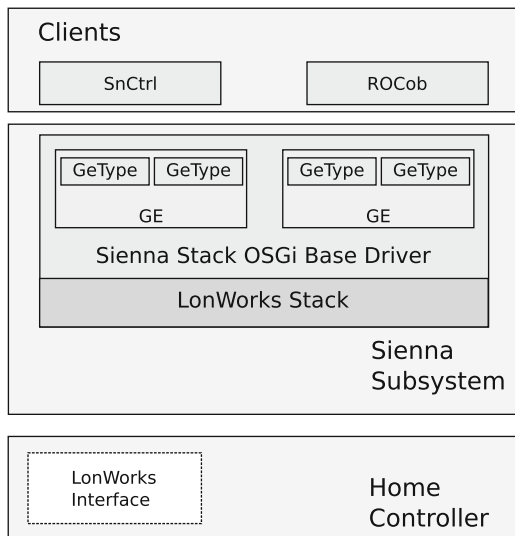 Clients
SnCtrl
ROCob
GeType GeType
GE
GeType GeType
GE
Sienna Stack OSGi Base Driver
LonWorks Stack
Sienna
Subsystem
LonWorks
Interface
Home
Controller